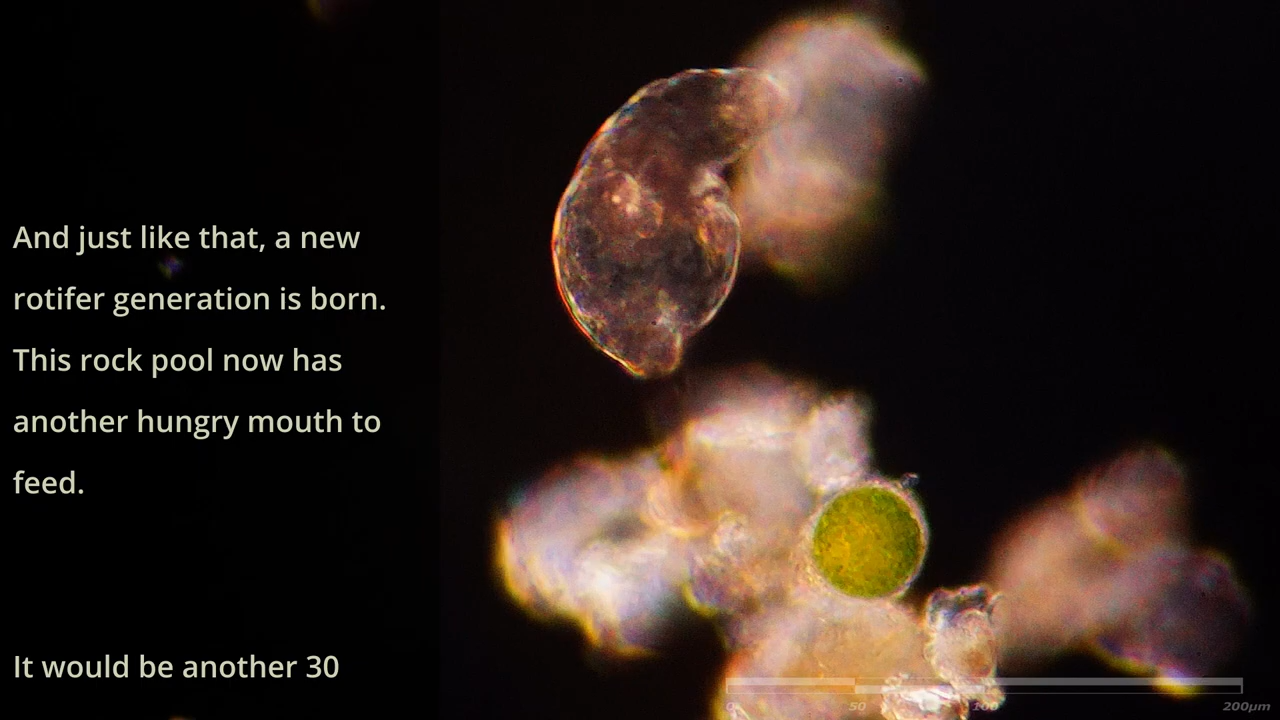 And just like that, a new
rotifer generation is born.
This rock pool now has
another hungry mouth to
feed.
It would be another 30
0 50 100 200µm